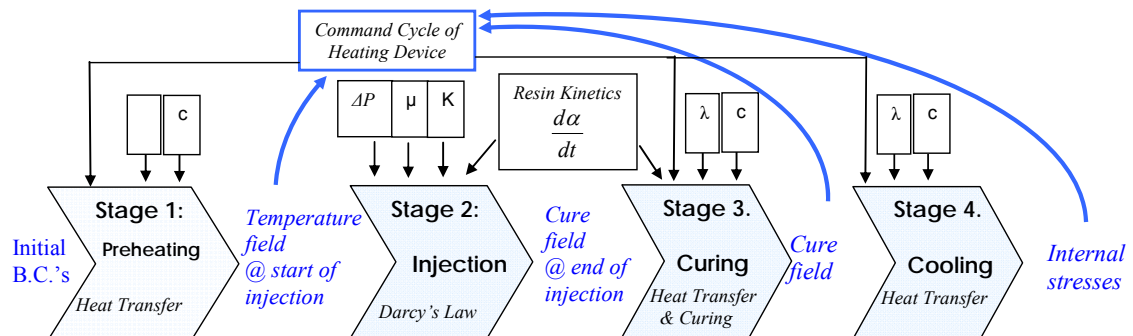 Command Cycle of
Heating Device
ΔP
μ
K
Resin Kinetics
dα
dt
c
λ
c
λ
c
Initial
B.C.'s
Stage 1:
Preheating
Heat Transfer
Temperature
field
@ start of
injection
Stage 2:
Injection
Darcy's Law
Cure
field
@ end of
injection
Stage 3.
Curing
Heat Transfer
& Curing
Cure
field
Stage 4.
Cooling
Heat Transfer
Internal
stresses